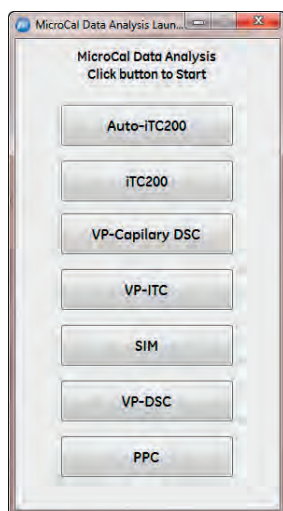 MicroCal Data Analysis Laun...
MicroCal Data Analysis
Click button to Start
Auto-iTC200
iTC200
VP-Capilary DSC
VP-ITC
SIM
VP-DSC
PPC